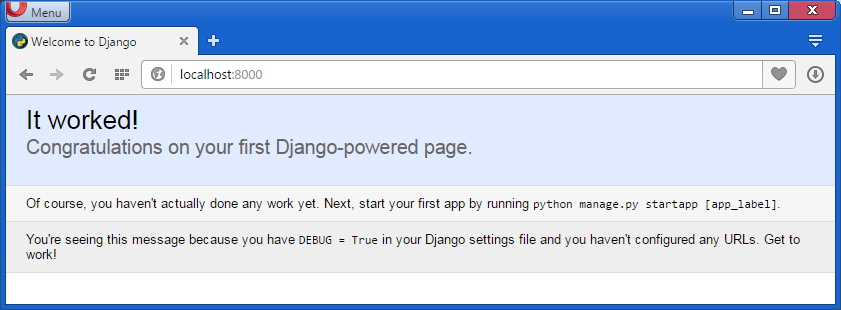 Menu
Welcome to Django
localhost:8000
It worked!
Congratulations on your first Django-powered page.
Of course, you haven't actually done any work yet. Next, start your first app by running python manage.py startapp [app_label].
You're seeing this message because you have DEBUG = True in your Django settings file and you haven't configured any URLs. Get to
work!